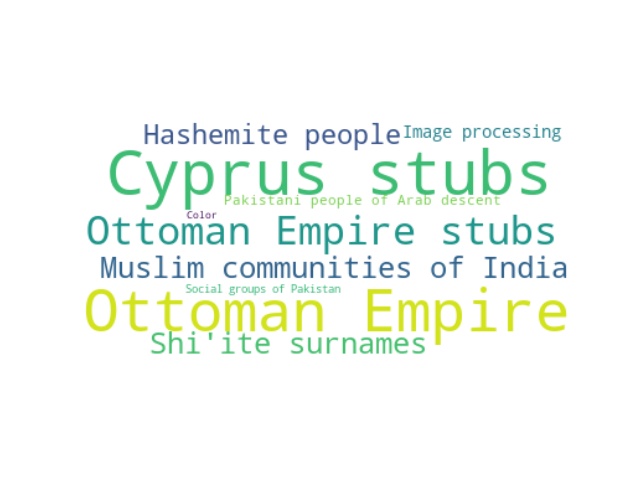 Hashemite people
Image processing
Cyprus stubs
Pakistani people of Arab descent
Color
Ottoman Empire stubs
Muslim communities of India
Social groups of Pakistan
Ottoman Empire
Shi'ite surnames